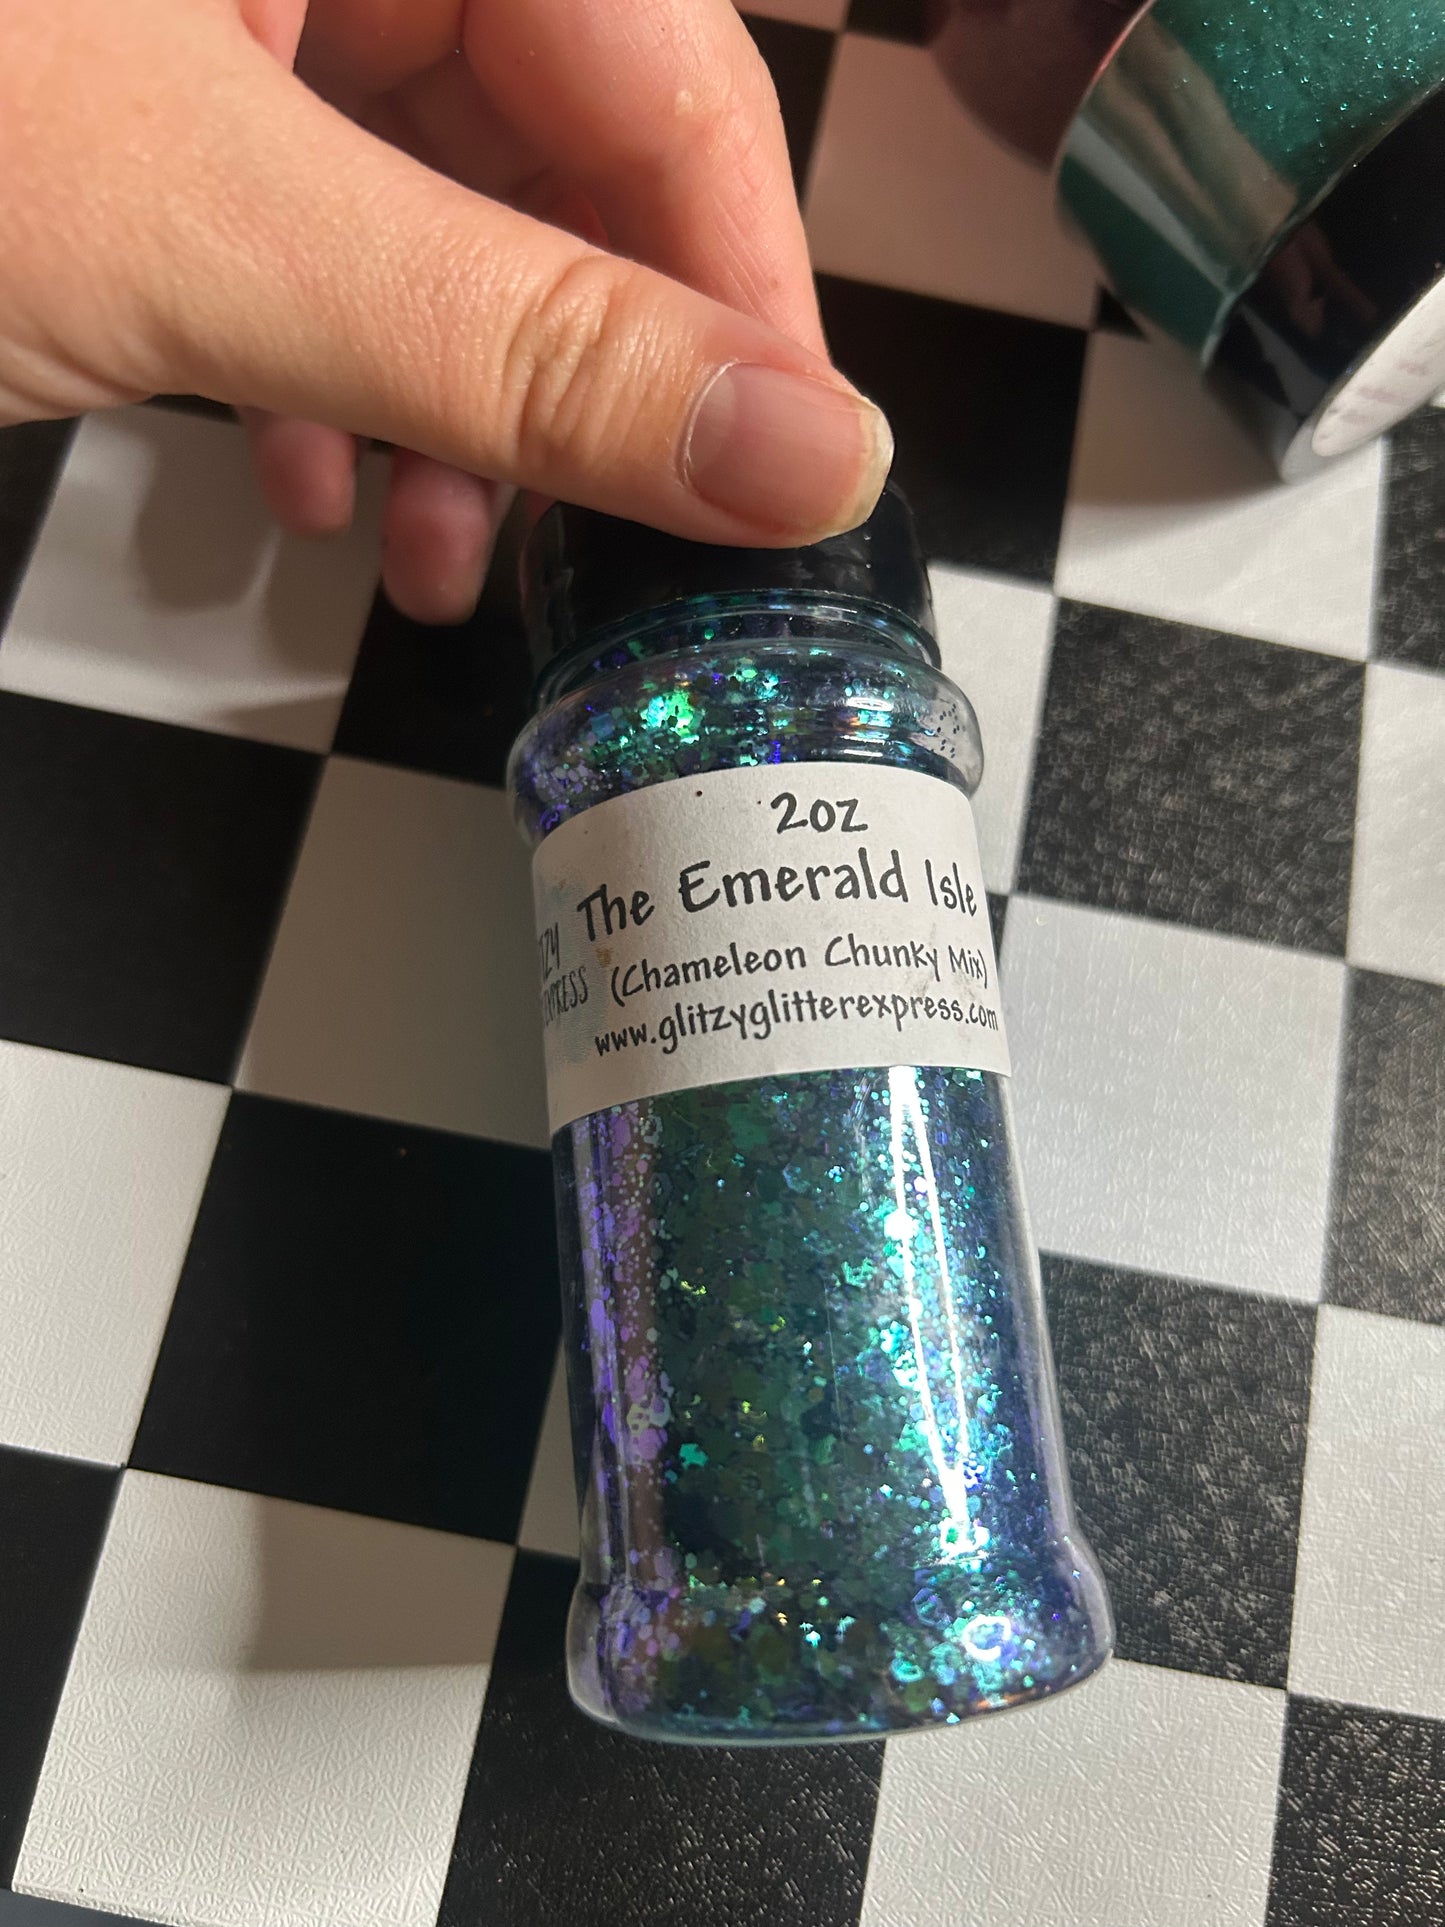 2oz
The Emerald Isle
(Chameleon Chunky Mix)
www.glitzyglitterexpress.com